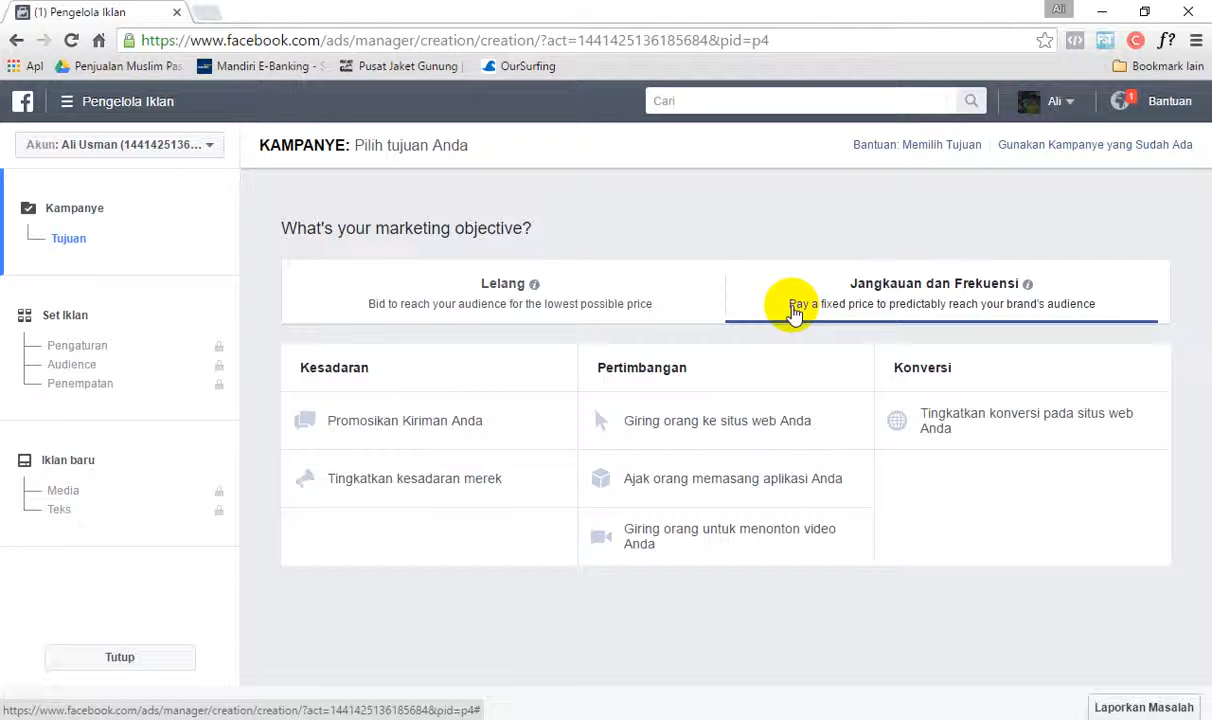 (1) Pengelola Iklan
Ali
https://www.facebook.com/ads/manager/creation/creation/?act=1441425136185684&pid=p4
Apl
Penjualan Muslim Pas
Mandiri E-Banking - S
Pusat Jaket Gunung
OurSurfing
Bookmark lain
Pengelola Iklan
Cari
Ali
1
Bantuan
Akun: Ali Usman (1441425136...
KAMPANYE: Pilih tujuan Anda
Bantuan: Memilih Tujuan
Gunakan Kampanye yang Sudah Ada
Kampanye
Tujuan
Set Iklan
Pengaturan
Audience
Penempatan
Iklan baru
Media
Teks
Tutup
What's your marketing objective?
Lelang
Bid to reach your audience for the lowest possible price
Jangkauan dan Frekuensi
Pay a fixed price to predictably reach your brand's audience
Kesadaran
Pertimbangan
Konversi
Promosikan Kiriman Anda
Giring orang ke situs web Anda
Tingkatkan konversi pada situs web
Anda
Tingkatkan kesadaran merek
Ajak orang memasang aplikasi Anda
Giring orang untuk menonton video
Anda
https://www.facebook.com/ads/manager/creation/creation/?act=1441425136185684&pid=p4#
Laporkan Masalah